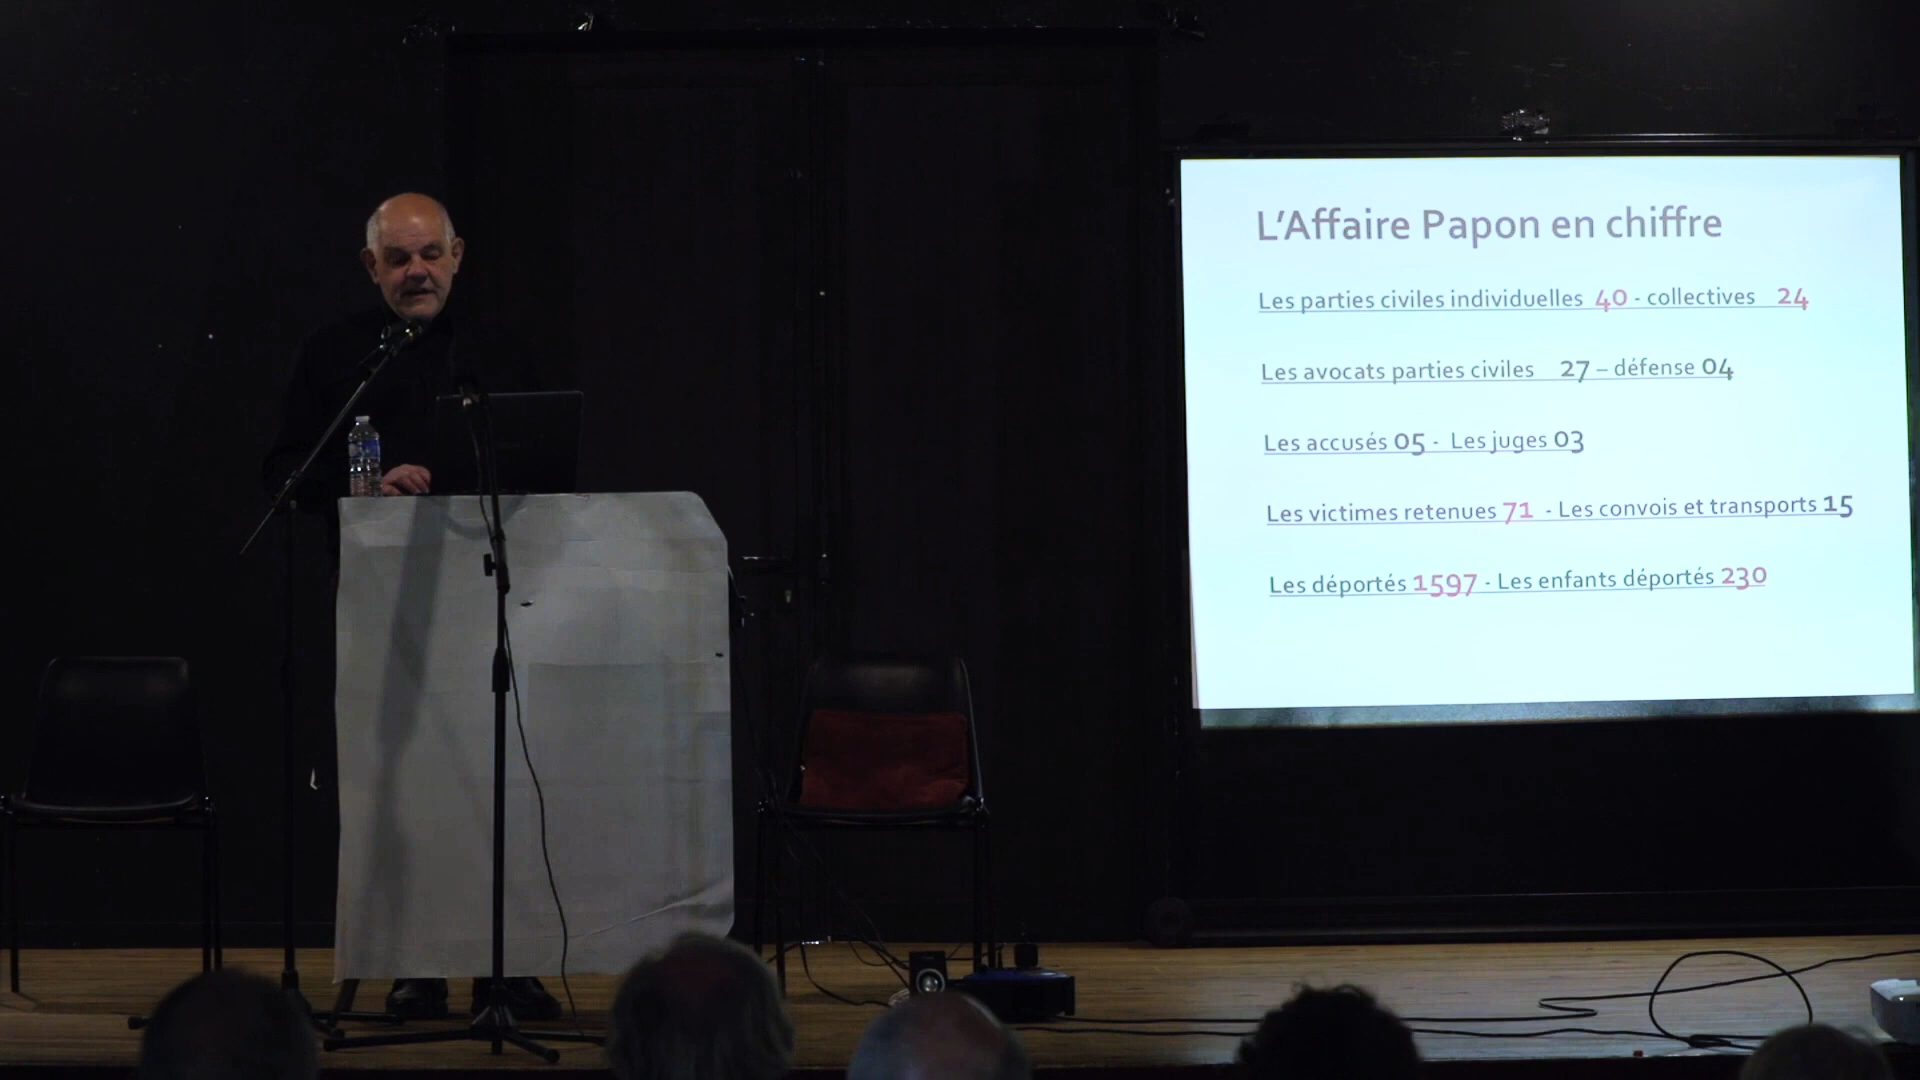 L'Affaire Papon en chiffre
Les parties civiles individuelles 40 - collectives 24
Les avocats parties civiles 27 – défense 04
Les accusés 05 - Les juges 03
Les victimes retenues 71 - Les convois et transports 15
Les déportés 1597 - Les enfants déportés 230